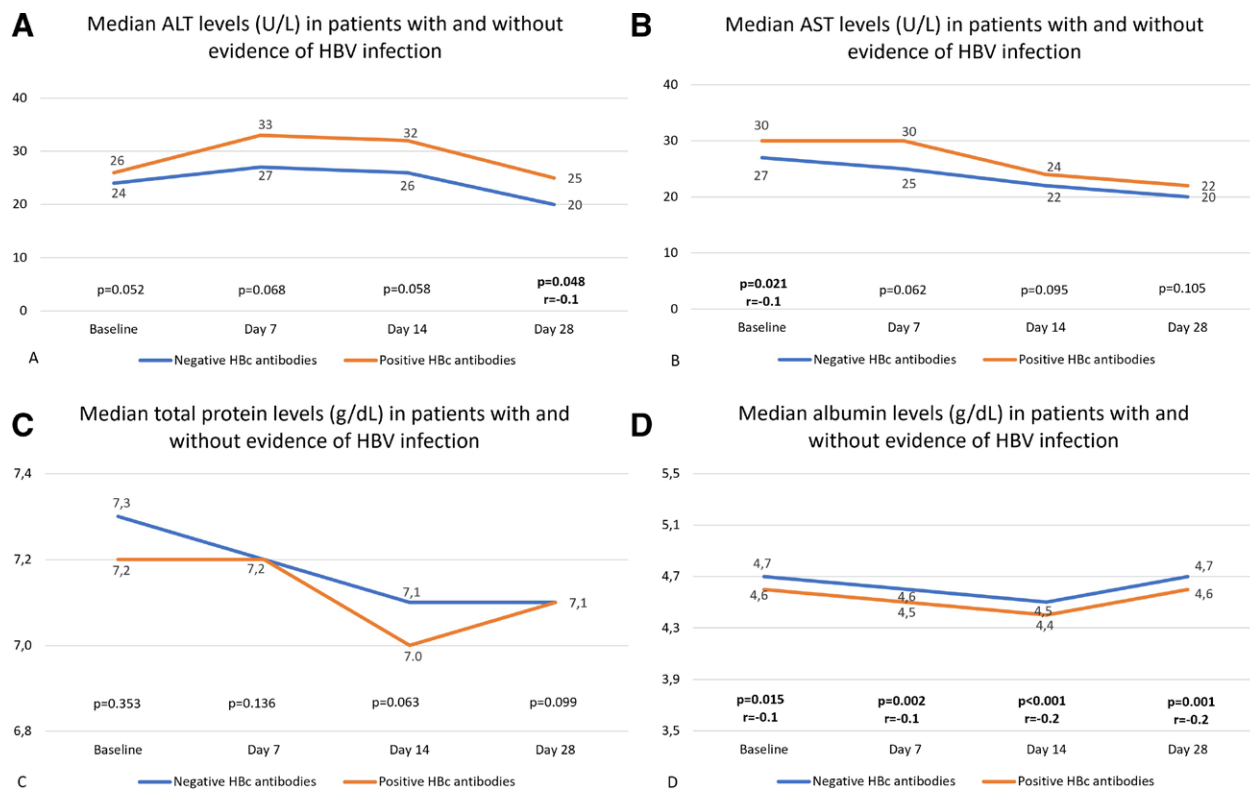 A
Median ALT levels (U/L) in patients with and without
evidence of HBV infection
40
30
20
10
0
26
33
32
25
24
27
26
20
p=0.052
p=0.068
p=0.058
p=0.048
r=-0.1
Baseline
Day 7
Day 14
Day 28
A
Negative HBc antibodies
Positive HBc antibodies
B
Median AST levels (U/L) in patients with and without
evidence of HBV infection
40
30
20
10
0
30
30
24
22
27
25
22
20
p=0.021
r=-0.1
p=0.062
p=0.095
p=0.105
Baseline
Day 7
Day 14
Day 28
B
Negative HBc antibodies
Positive HBc antibodies
C
Median total protein levels (g/dL) in patients with and
without evidence of HBV infection
7,4
7,2
7,0
6,8
7,3
7,2
7,2
7,1
7.0
7,1
p=0.353
p=0.136
p=0.063
p=0.099
Baseline
Day 7
Day 14
Day 28
C
Negative HBc antibodies
Positive HBc antibodies
D
Median albumin levels (g/dL) in patients with and
without evidence of HBV infection
5,5
5,1
4,7
4,3
3,9
3,5
4,7
4,6
4,5
4,7
4,6
4,5
4,4
4,6
p=0.015
r=-0.1
p=0.002
r=-0.1
p<0.001
r=-0.2
p=0.001
r=-0.2
Baseline
Day 7
Day 14
Day 28
D
Negative HBc antibodies
Positive HBc antibodies